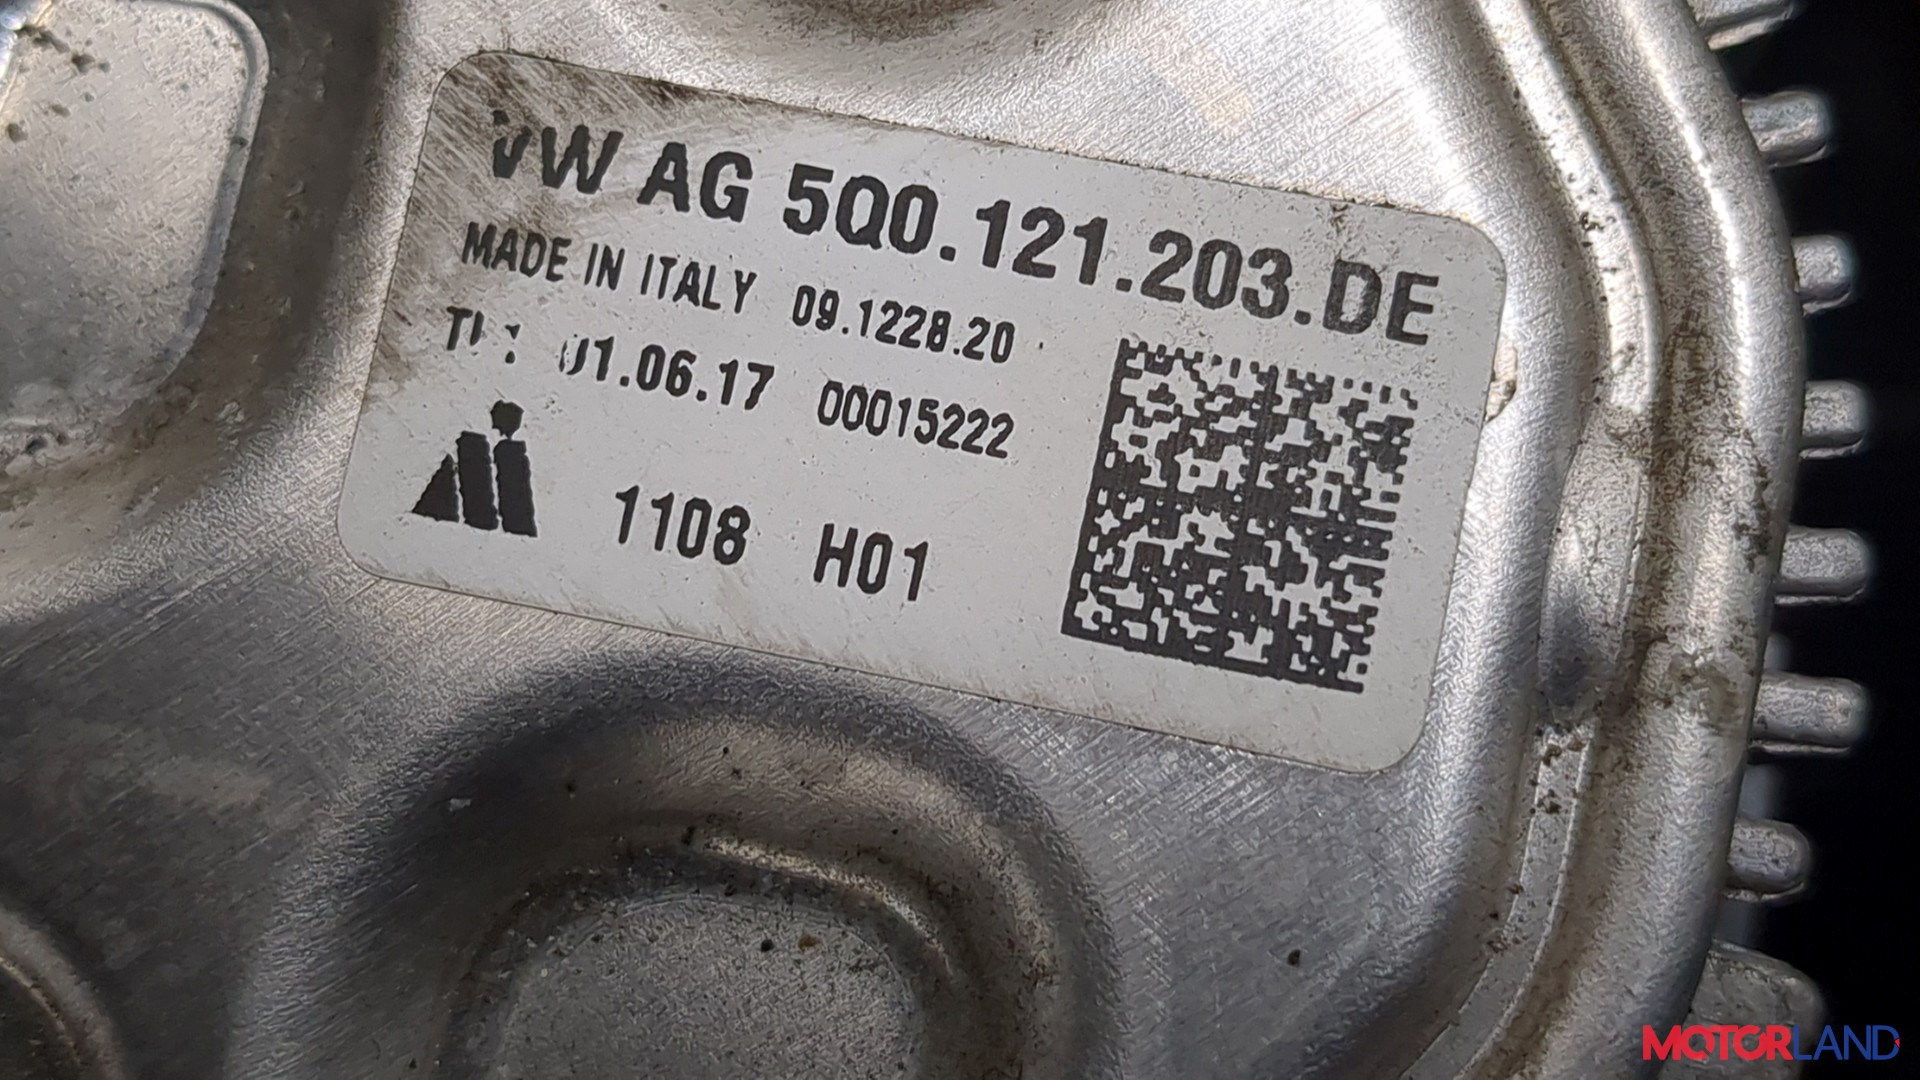 VW AG 5Q0.121.203.DE
MADE IN ITALY 09.1228.20
01.06.17 00015222
1108 H01
MOTORLAND